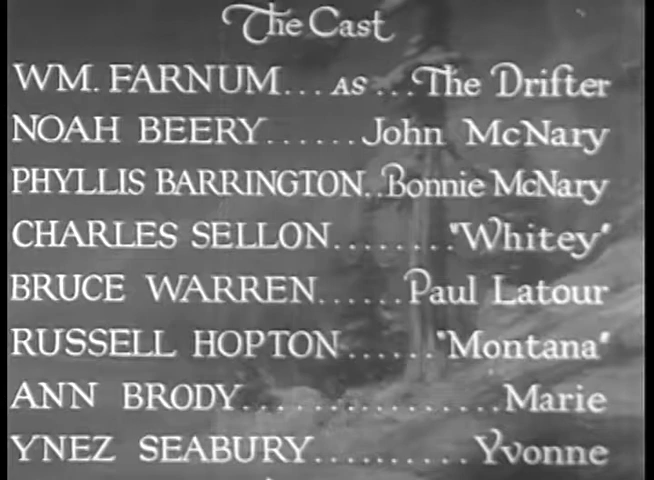 The Cast
WM. FARNUM... AS ...The Drifter
NOAH BEERY......John McNary
PHYLLIS BARRINGTON..Bonnie McNary
CHARLES SELLON........"Whitey"
BRUCE WARREN......Paul Latour
RUSSELL HOPTON......"Montana"
ANN BRODY................Marie
YNEZ SEABURY..........Yvonne